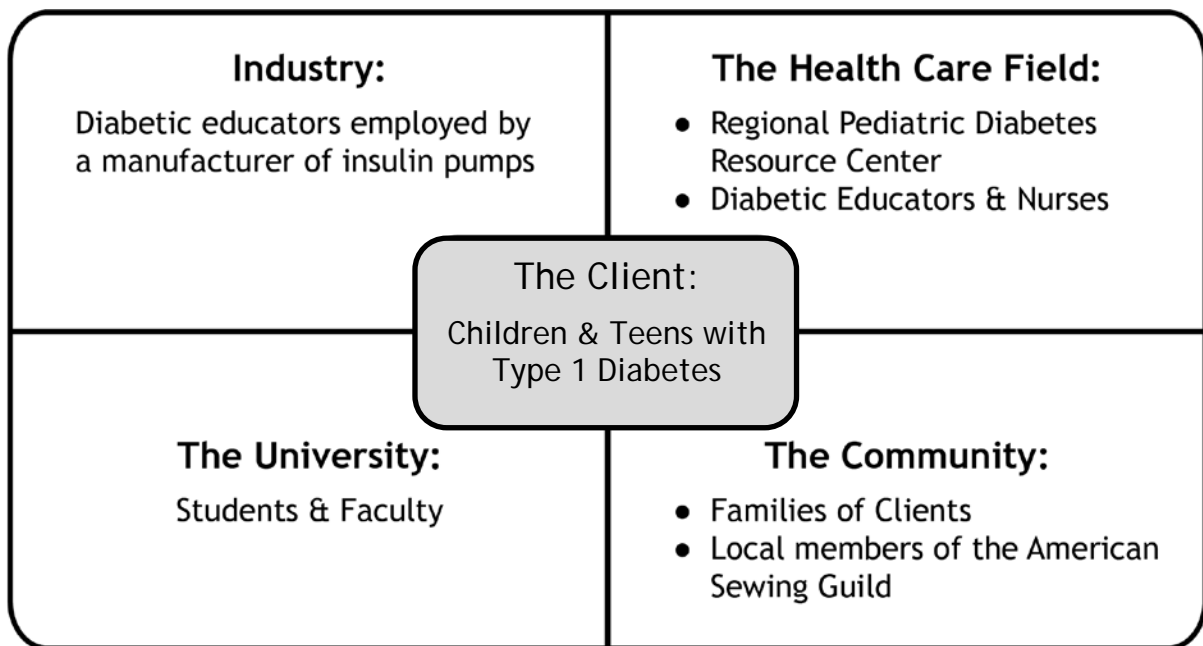 Industry:
Diabetic educators employed by
a manufacturer of insulin pumps
The Health Care Field:
● Regional Pediatric Diabetes
Resource Center
● Diabetic Educators & Nurses
The Client:
Children & Teens with
Type 1 Diabetes
The University:
Students & Faculty
The Community:
● Families of Clients
● Local members of the American
Sewing Guild